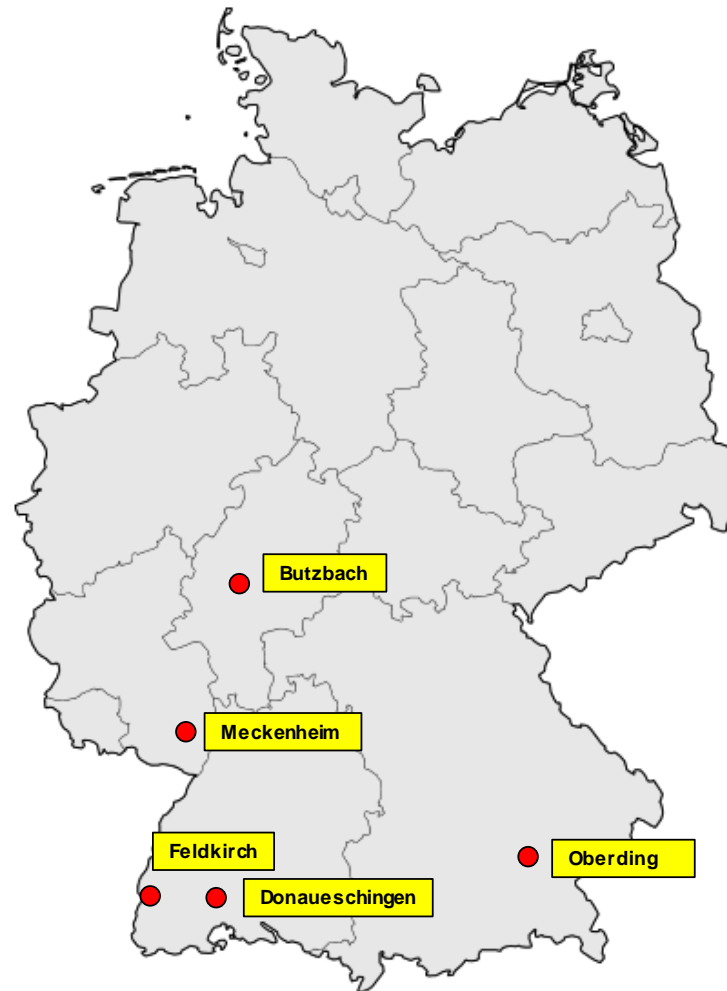 Butzbach
Meckenheim
Feldkirch
Oberding
Donaueschingen